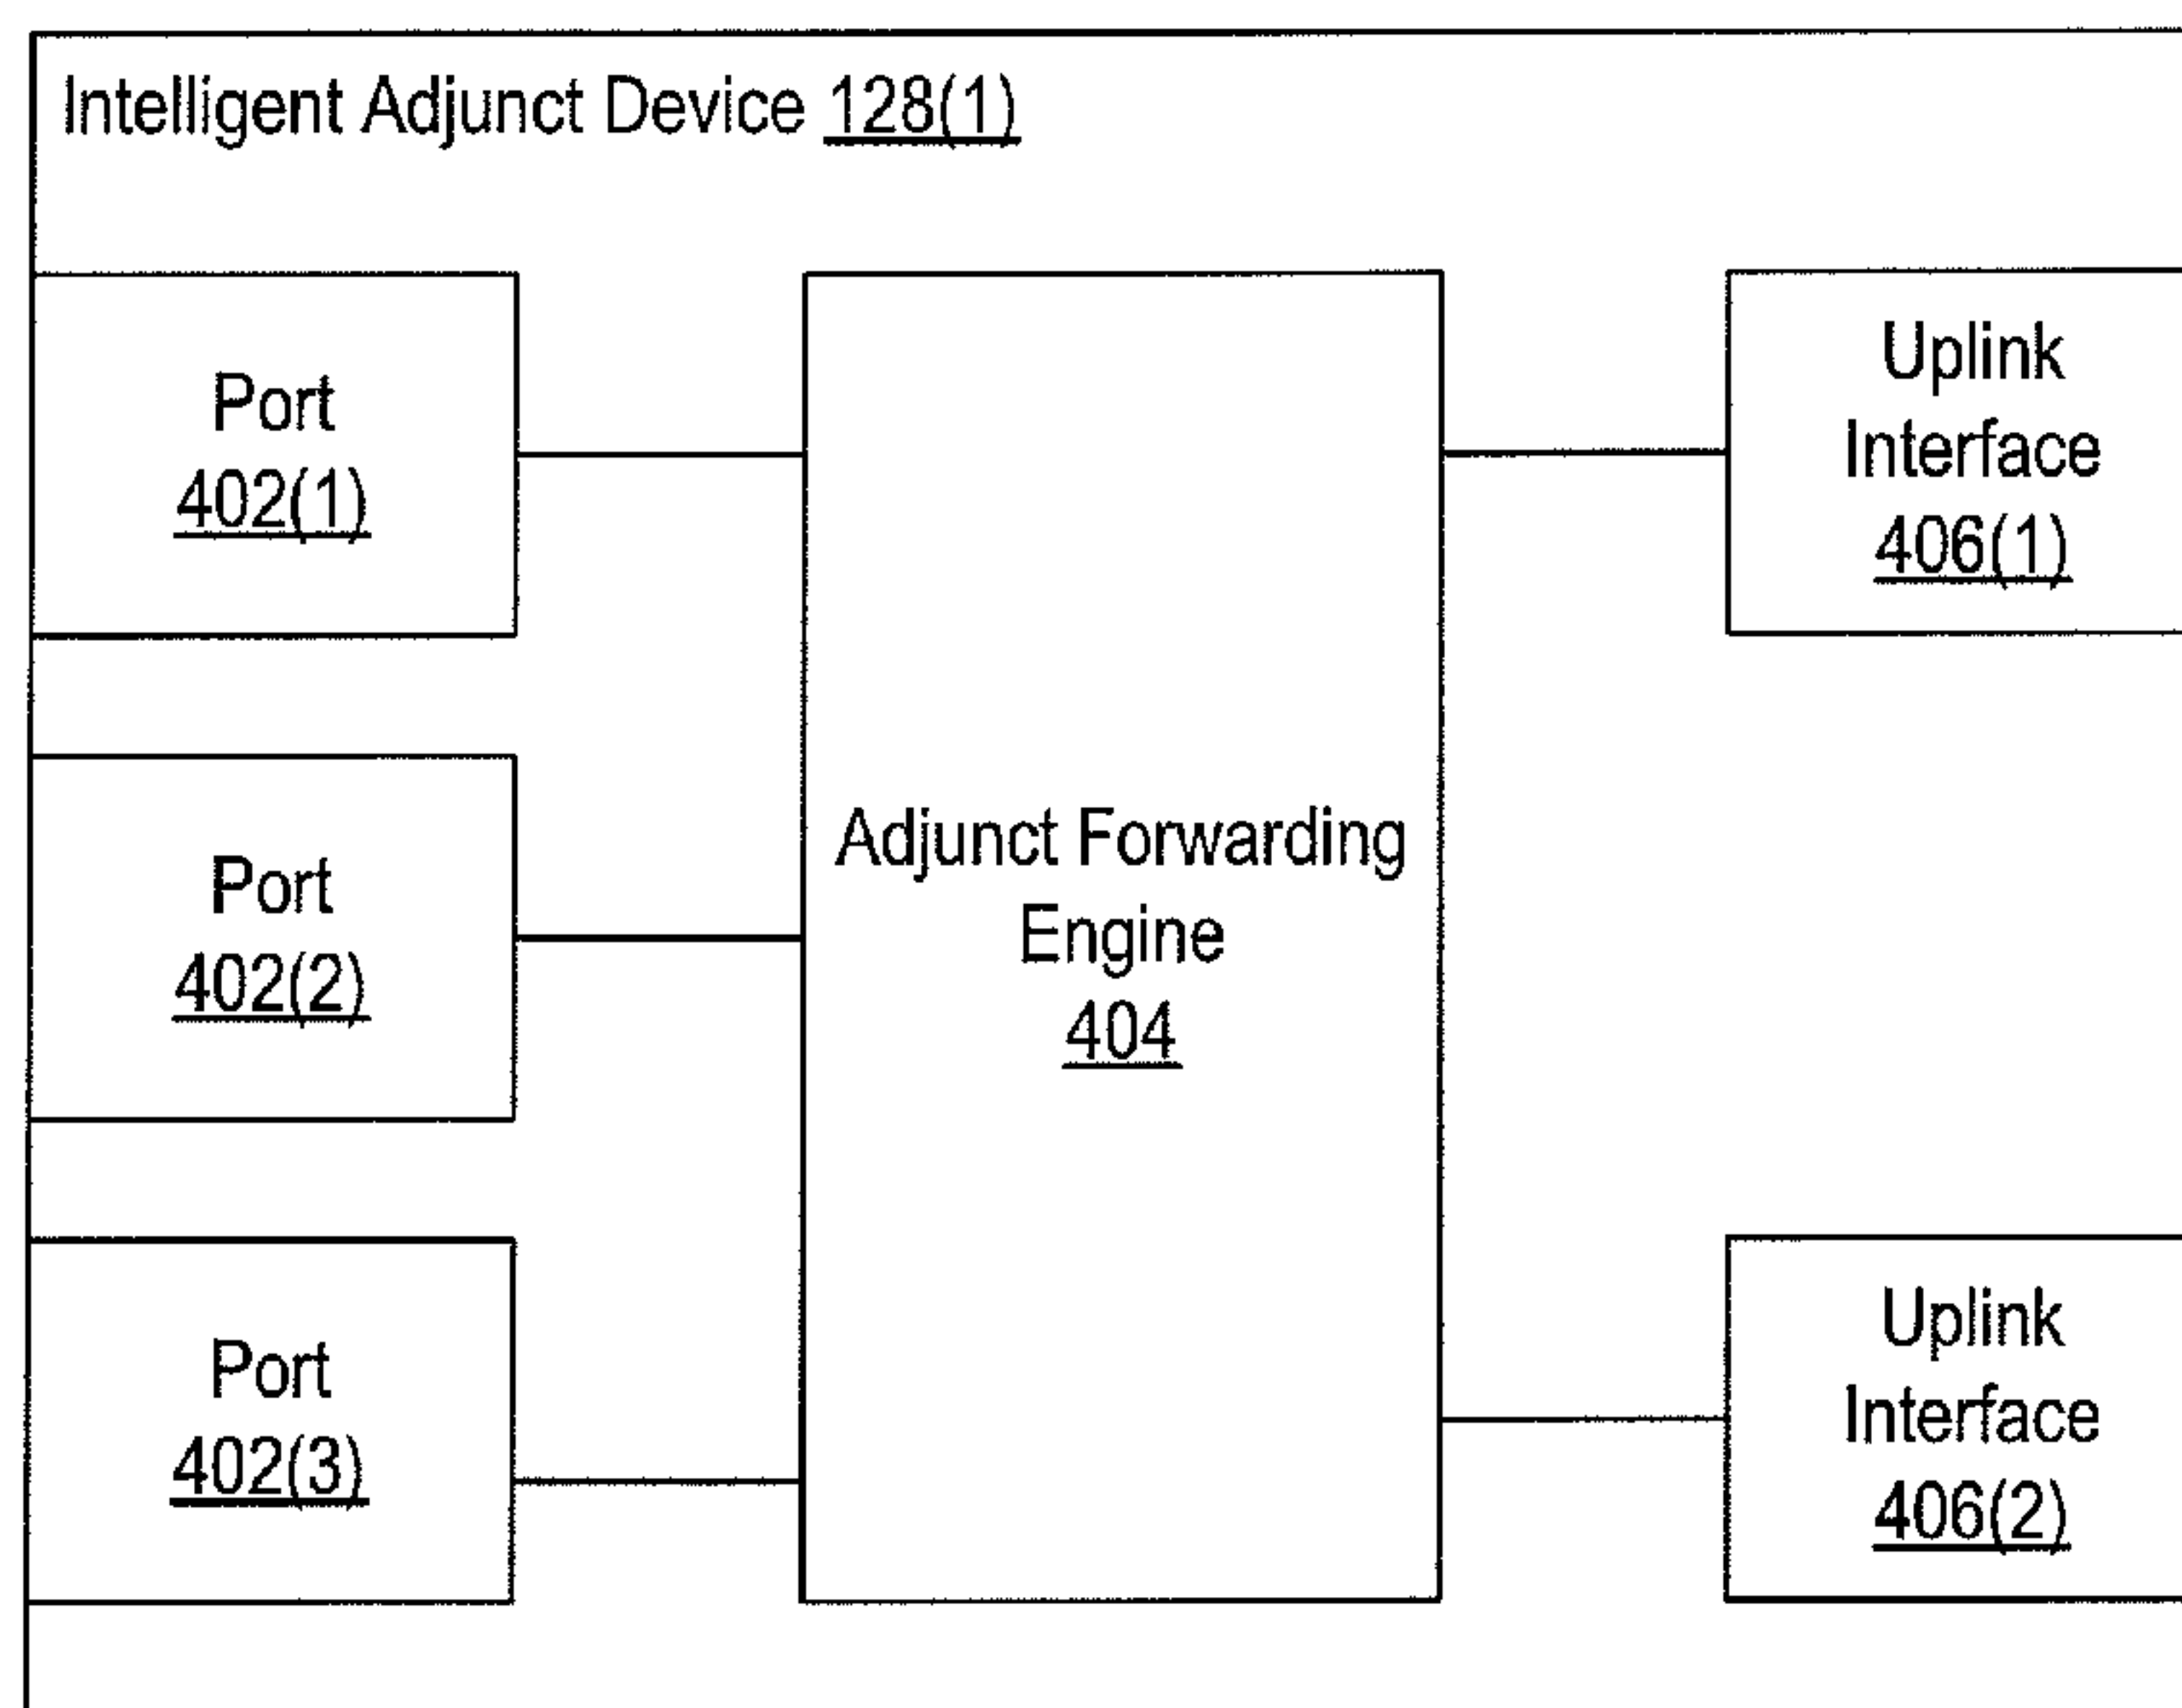 Intelligent Adjunct Device 128(1)
Port
402(1)
Port
402(2)
Port
402(3)
Adjunct Forwarding
Engine
404
Uplink
Interface
406(1)
Uplink
Interface
406(2)